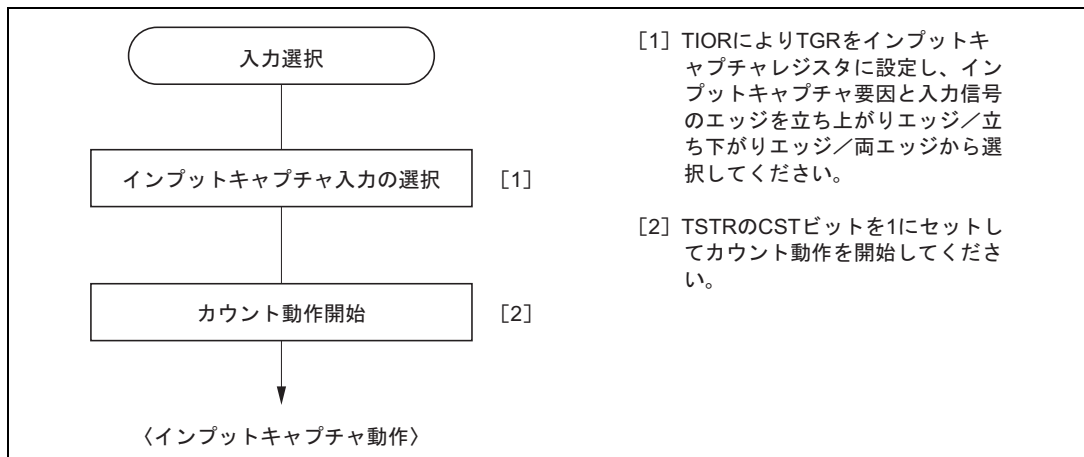 入力選択
インプットキャプチャ入力の選択 [1]
カウント動作開始 [2]
〈インプットキャプチャ動作〉
[1] TIORによりTGRをインプットキ
ャプチャレジスタに設定し、イン
プットキャプチャ要因と入力信号
のエッジを立ち上がりエッジ／立
ち下がりエッジ／両エッジから選
択してください。
[2] TSTRのCSTビットを1にセットし
てカウント動作を開始してくださ
い。